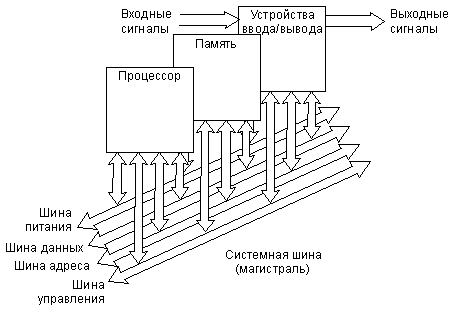 Входные
сигналы
Устройства
ввода/вывода
Выходные
сигналы
Память
Процессор
Шина
питания
Шина данных
Шина адреса
Шина
управления
Системная шина
(магистраль)